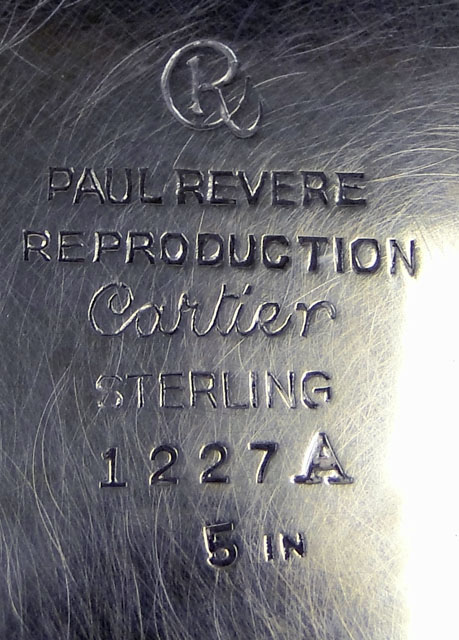 R
PAUL REVERE
REPRODUCTION
Cartier
STERLING
1227A
5 IN